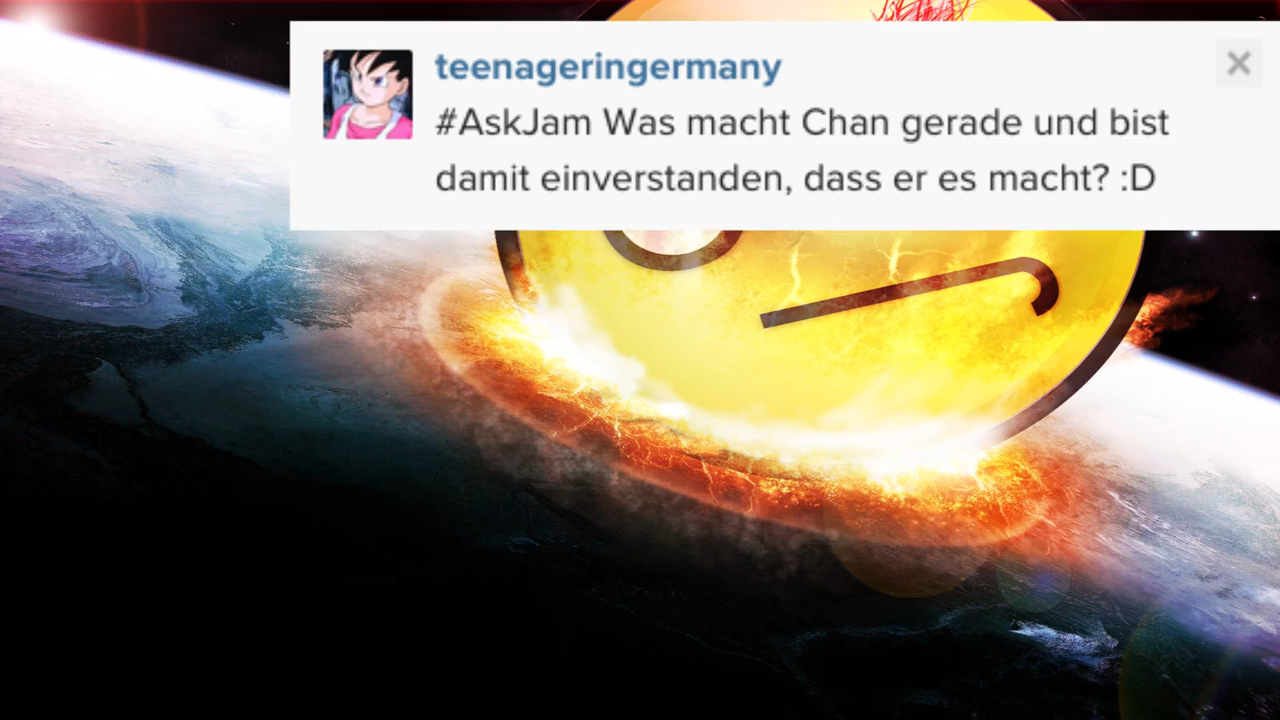 teenageringermany
#AskJam Was macht Chan gerade und bist
damit einverstanden, dass er es macht? :D